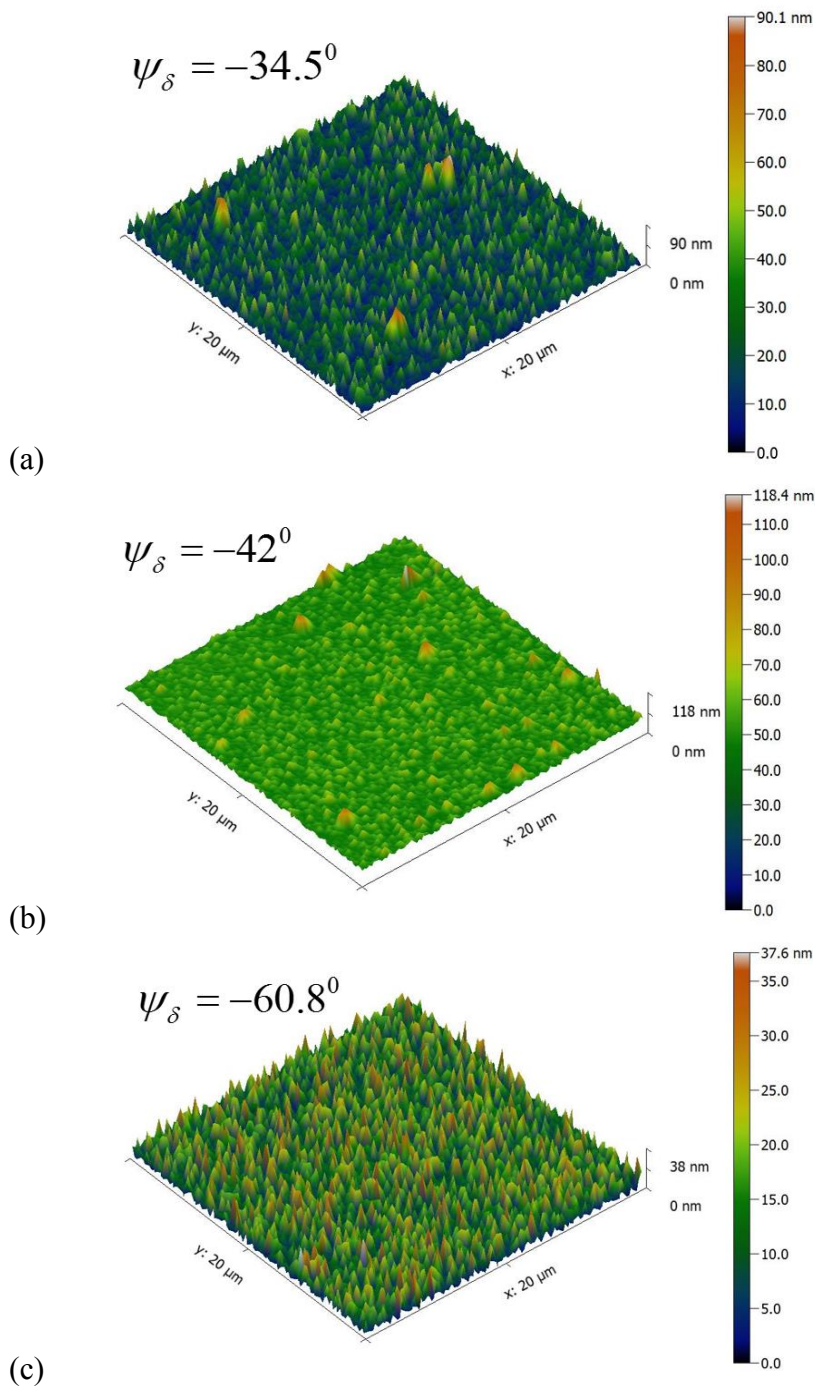 ψ_δ = −34.5⁰
90.1 nm
80.0
70.0
60.0
50.0
40.0
30.0
20.0
10.0
0.0
90 nm
0 nm
y: 20 µm
x: 20 µm
(a)
ψ_δ = −42⁰
118.4 nm
110.0
100.0
90.0
80.0
70.0
60.0
50.0
40.0
30.0
20.0
10.0
0.0
118 nm
0 nm
y: 20 µm
x: 20 µm
(b)
ψ_δ = −60.8⁰
37.6 nm
35.0
30.0
25.0
20.0
15.0
10.0
5.0
0.0
38 nm
0 nm
y: 20 µm
x: 20 µm
(c)